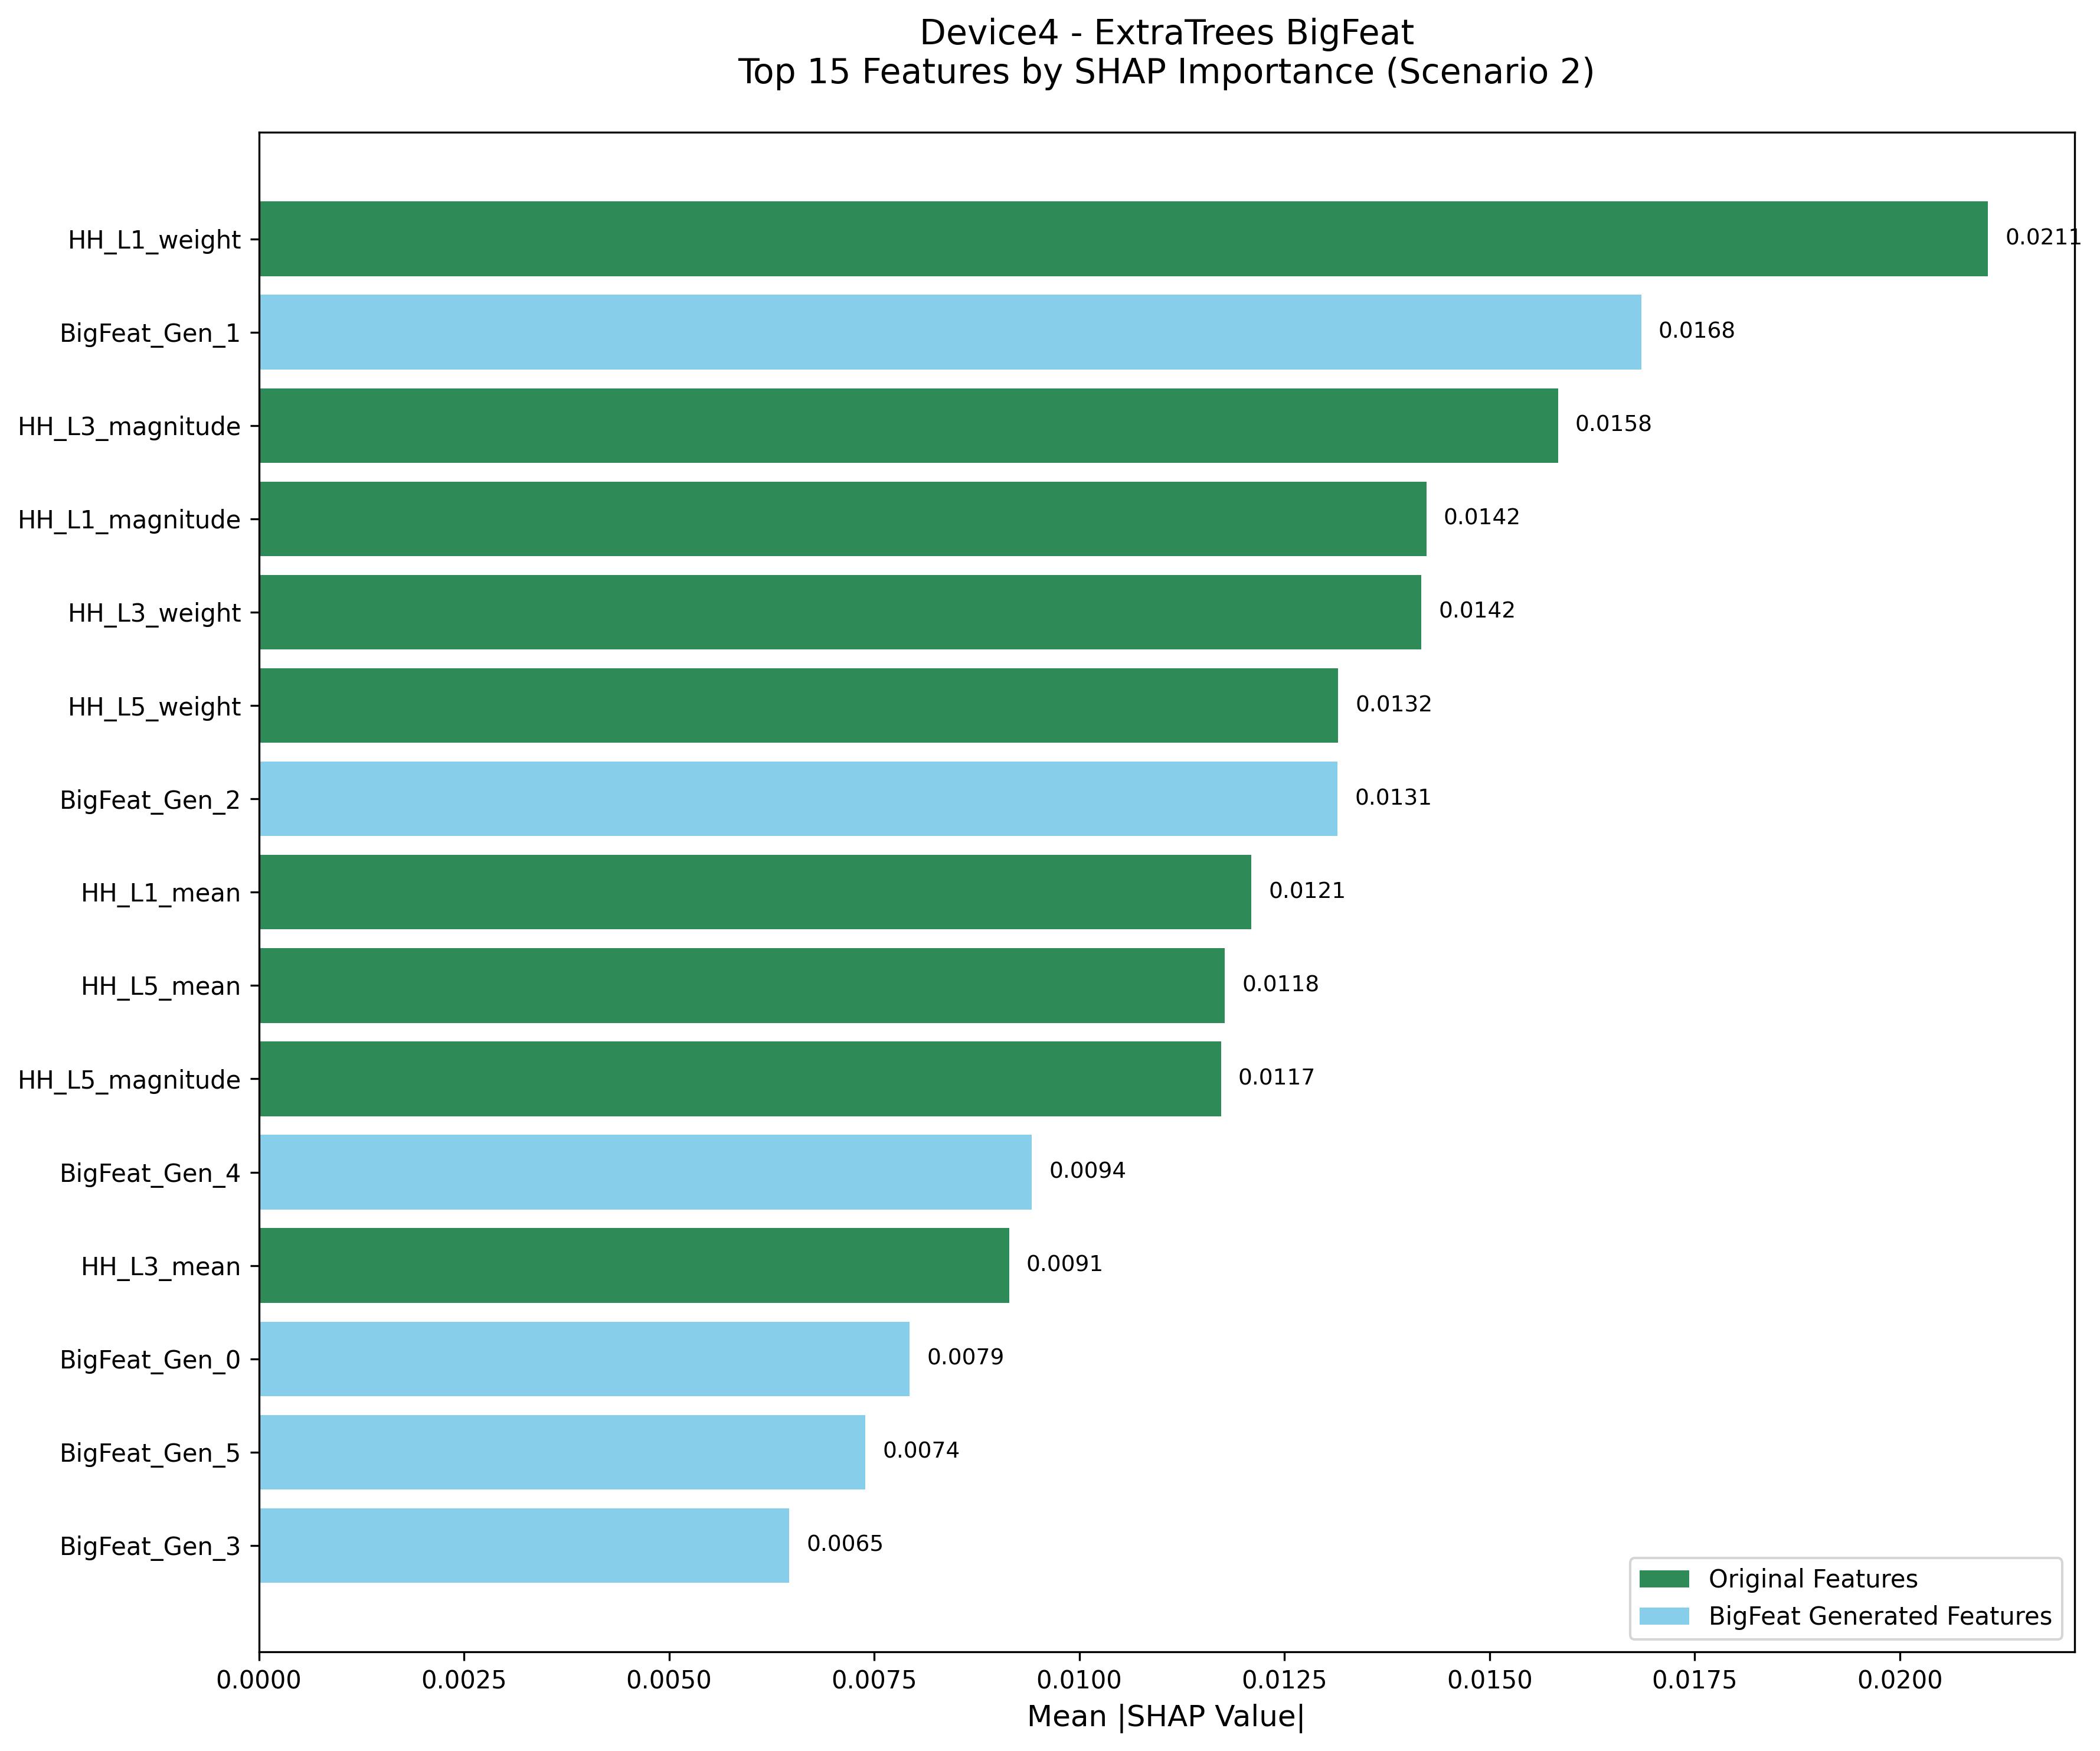 Device4 - ExtraTrees BigFeat
Top 15 Features by SHAP Importance (Scenario 2)
HH_L1_weight 0.0211
BigFeat_Gen_1 0.0168
HH_L3_magnitude 0.0158
HH_L1_magnitude 0.0142
HH_L3_weight 0.0142
HH_L5_weight 0.0132
BigFeat_Gen_2 0.0131
HH_L1_mean 0.0121
HH_L5_mean 0.0118
HH_L5_magnitude 0.0117
BigFeat_Gen_4 0.0094
HH_L3_mean 0.0091
BigFeat_Gen_0 0.0079
BigFeat_Gen_5 0.0074
BigFeat_Gen_3 0.0065
Original Features
BigFeat Generated Features
0.0000 0.0025 0.0050 0.0075 0.0100 0.0125 0.0150 0.0175 0.0200
Mean |SHAP Value|